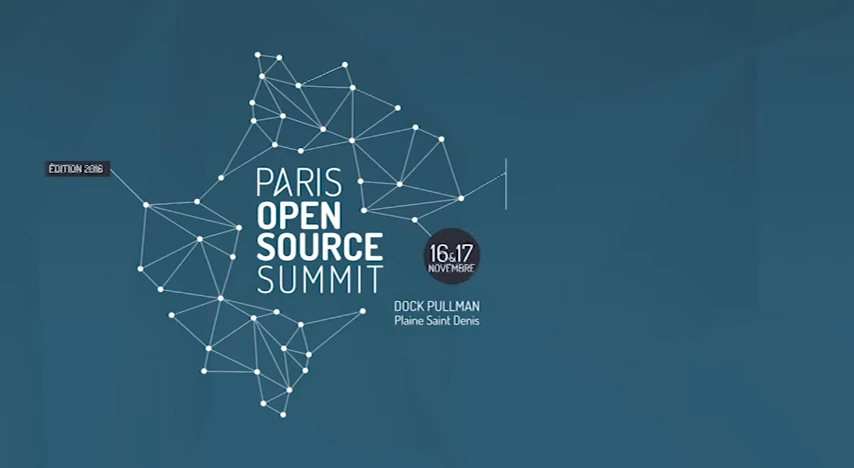 ÉDITION 2016
PARIS
OPEN
SOURCE
SUMMIT
16&17
NOVEMBRE
DOCK PULLMAN
Plaine Saint Denis